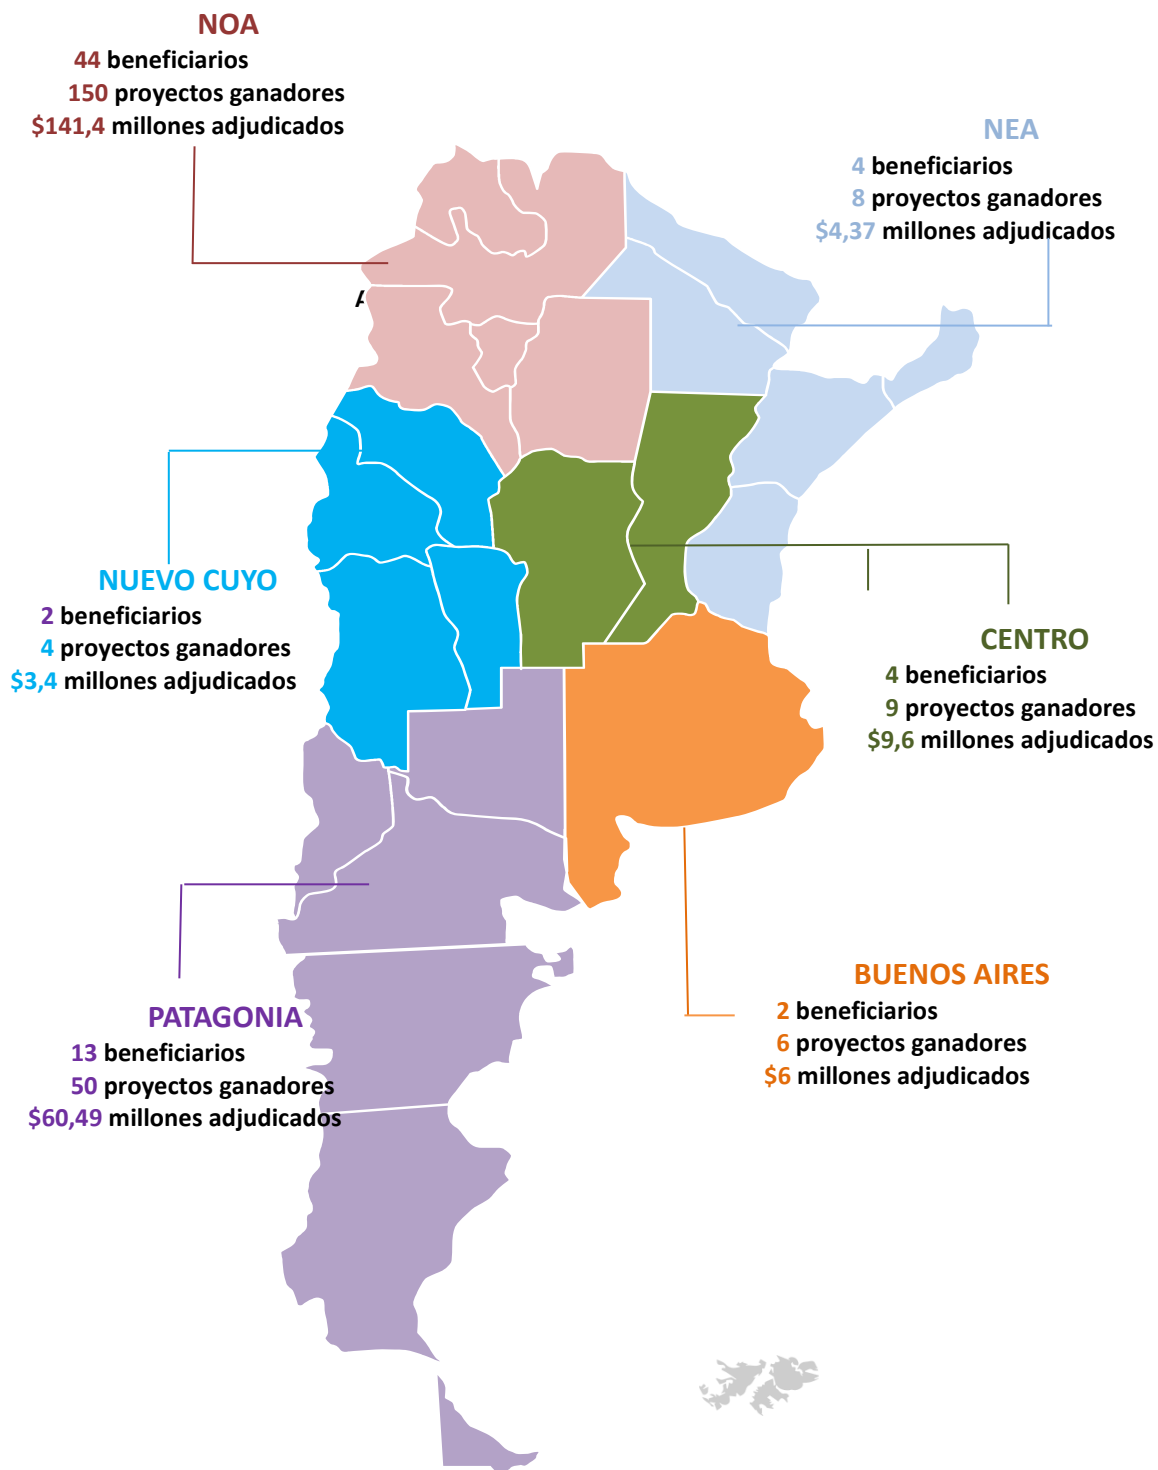 NOA
44 beneficiarios
150 proyectos ganadores
$141,4 millones adjudicados
NEA
4 beneficiarios
8 proyectos ganadores
$4,37 millones adjudicados
NUEVO CUYO
2 beneficiarios
4 proyectos ganadores
$3,4 millones adjudicados
CENTRO
4 beneficiarios
9 proyectos ganadores
$9,6 millones adjudicados
BUENOS AIRES
2 beneficiarios
6 proyectos ganadores
$6 millones adjudicados
PATAGONIA
13 beneficiarios
50 proyectos ganadores
$60,49 millones adjudicados